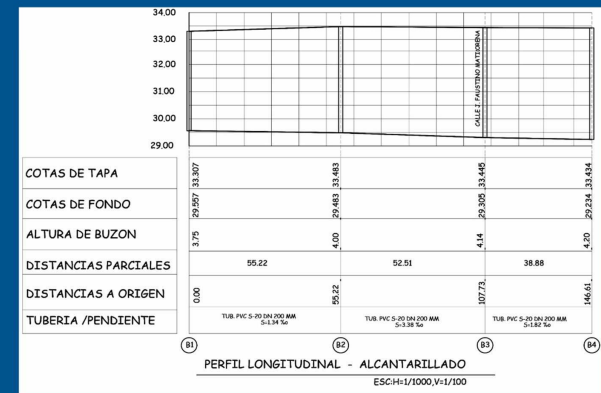 34.00
33.00
32.00
31.00
30.00
29.00
CALLE J. FAUSTINO MATIORENA
COTAS DE TAPA 33.307 33.483 33.445 33.434
COTAS DE FONDO 29.557 29.483 29.305 29.234
ALTURA DE BUZON 3.75 4.00 4.14 4.20
DISTANCIAS PARCIALES 55.22 52.51 38.88
DISTANCIAS A ORIGEN 0.00 55.22 107.73 146.61
TUBERIA /PENDIENTE TUB. PVC S-20 DN 200 MM TUB. PVC S-20 DN 200 MM TUB. PVC S-20 DN 200 MM
S=1.34 %o S=3.38 %o S=1.82 %o
B1 B2 B3 B4
PERFIL LONGITUDINAL - ALCANTARILLADO
ESC:H=1/1000,V=1/100